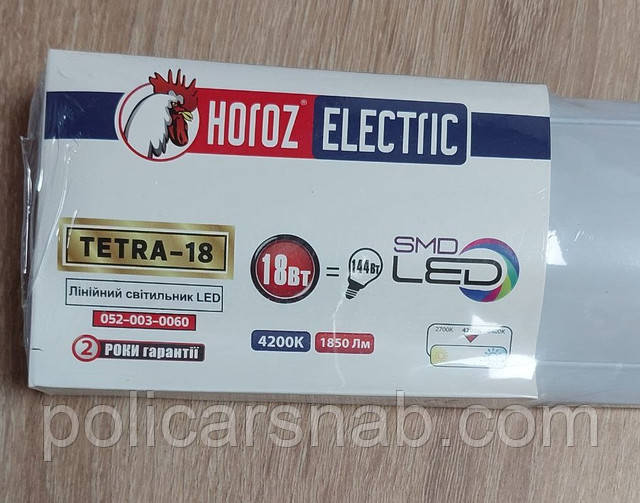 HOROZ® ELECTRIC
TETRA-18
Лінійний світильник LED
052-003-0060
2 РОКИ гарантії
18Вт = 144Вт
SMD
LED
4200K 1850 Лм
2700K
policarsnab.com.ua